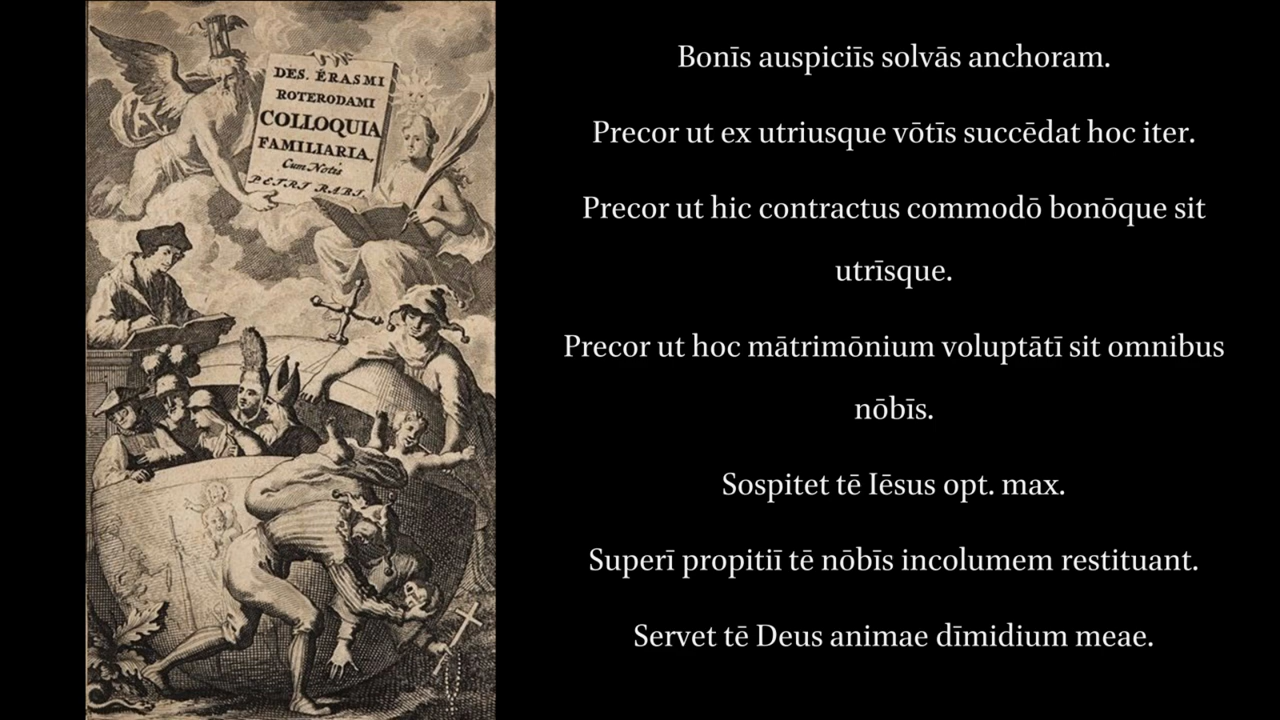 DES. ERASMI
ROTERODAMI
COLLOQUIA
FAMILIARIA,
Cum Notis
PETRI RABI.
Bonīs auspiciīs solvās anchoram.
Precor ut ex utriusque vōtīs succēdat hoc iter.
Precor ut hic contractus commodō bonōque sit
utrīsque.
Precor ut hoc mātrimōnium voluptātī sit omnibus
nōbīs.
Sospitet tē Iēsus opt. max.
Superī propitiī tē nōbīs incolumem restituant.
Servet tē Deus animae dīmidium meae.